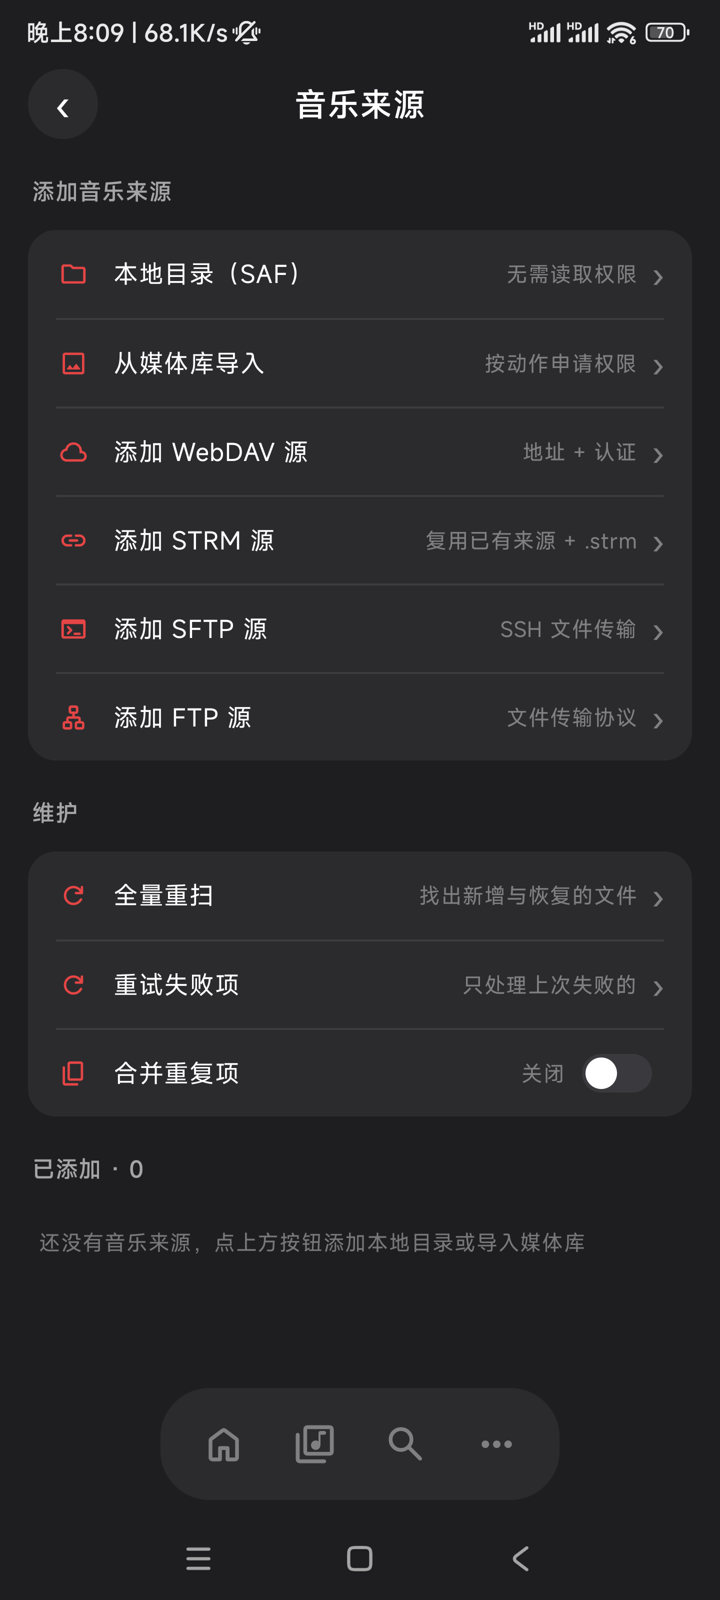 晚上8:09 | 68.1K/s
HD HD 6 70
音乐来源
添加音乐来源
本地目录（SAF） 无需读取权限
从媒体库导入 按动作申请权限
添加 WebDAV 源 地址 + 认证
添加 STRM 源 复用已有来源 + .strm
添加 SFTP 源 SSH 文件传输
添加 FTP 源 文件传输协议
维护
全量重扫 找出新增与恢复的文件
重试失败项 只处理上次失败的
合并重复项 关闭
已添加 · 0
还没有音乐来源，点上方按钮添加本地目录或导入媒体库